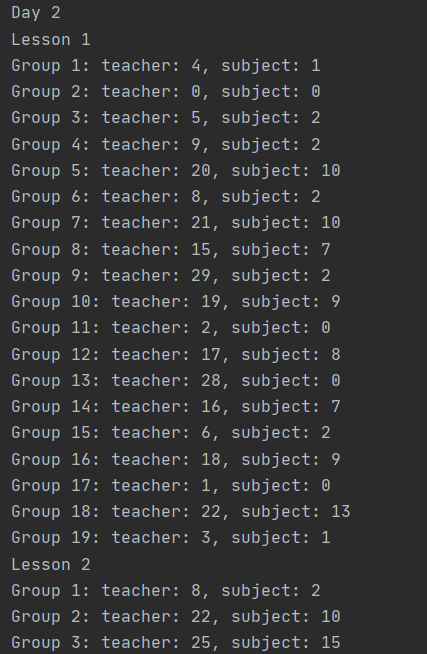 Day 2
Lesson 1
Group 1: teacher: 4, subject: 1
Group 2: teacher: 0, subject: 0
Group 3: teacher: 5, subject: 2
Group 4: teacher: 9, subject: 2
Group 5: teacher: 20, subject: 10
Group 6: teacher: 8, subject: 2
Group 7: teacher: 21, subject: 10
Group 8: teacher: 15, subject: 7
Group 9: teacher: 29, subject: 2
Group 10: teacher: 19, subject: 9
Group 11: teacher: 2, subject: 0
Group 12: teacher: 17, subject: 8
Group 13: teacher: 28, subject: 0
Group 14: teacher: 16, subject: 7
Group 15: teacher: 6, subject: 2
Group 16: teacher: 18, subject: 9
Group 17: teacher: 1, subject: 0
Group 18: teacher: 22, subject: 13
Group 19: teacher: 3, subject: 1
Lesson 2
Group 1: teacher: 8, subject: 2
Group 2: teacher: 22, subject: 10
Group 3: teacher: 25, subject: 15